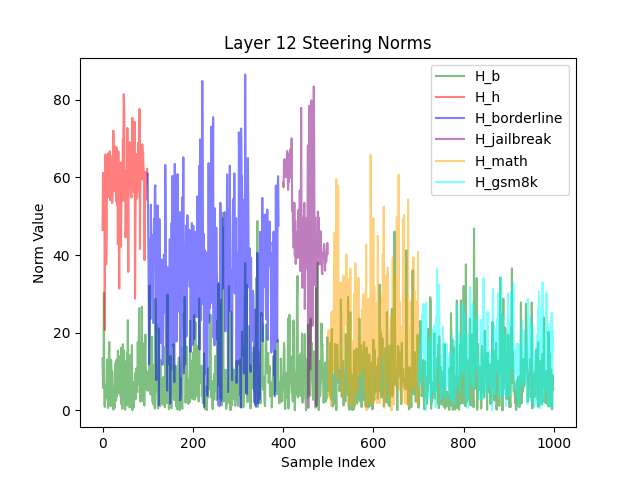 Layer 12 Steering Norms
H_b
H_h
H_borderline
H_jailbreak
H_math
H_gsm8k
80
60
40
20
0
Norm Value
0 200 400 600 800 1000
Sample Index